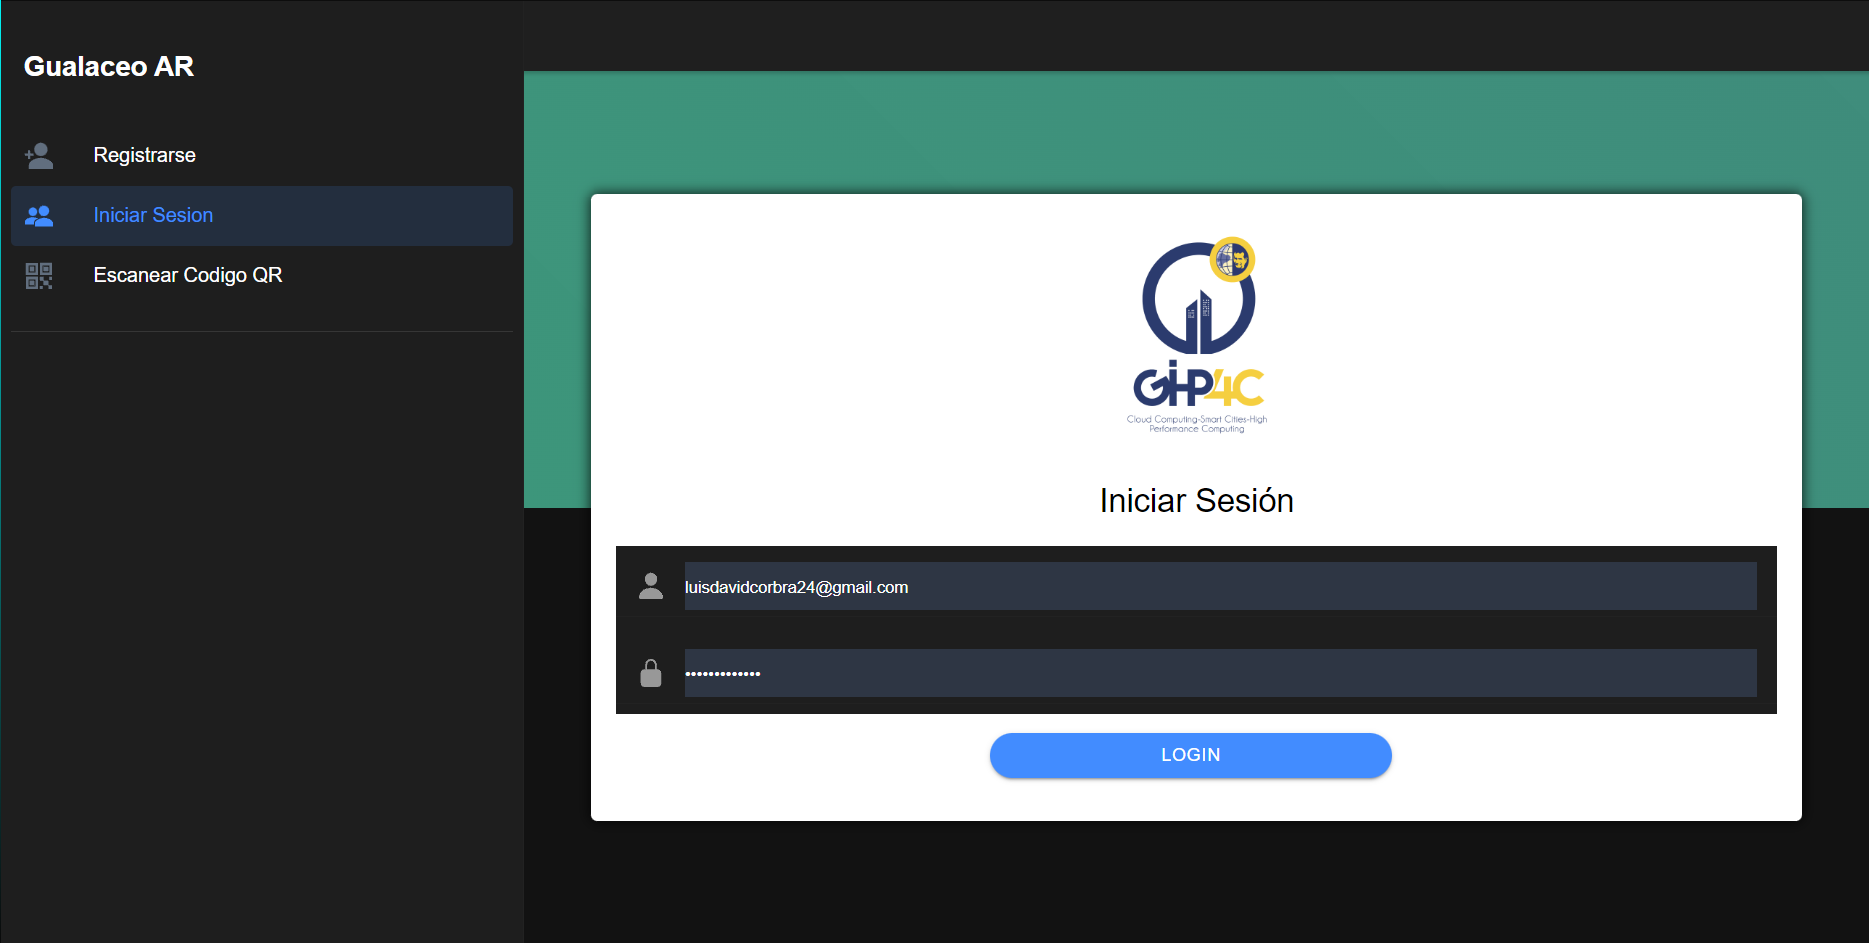 Gualaceo AR
Registrarse
Iniciar Sesion
Escanear Codigo QR
GiHP4C
Cloud Computing-Smart Cities-High
Performance Computing
Iniciar Sesión
luisdavidcorbra24@gmail.com
•••••••••••••
LOGIN